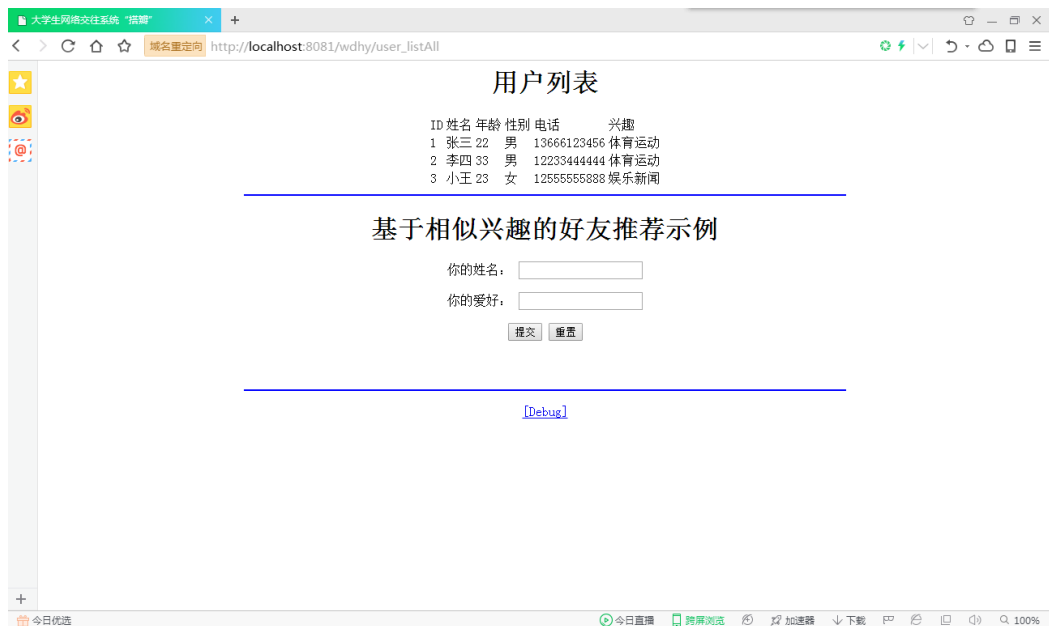 大学生网络交往系统 “搭瓣”
域名重定向 http://localhost:8081/wdhy/user_listAll
用户列表
ID 姓名 年龄 性别 电话 兴趣
1 张三 22 男 13666123456 体育运动
2 李四 33 男 12233444444 体育运动
3 小王 23 女 12555555888 娱乐新闻
基于相似兴趣的好友推荐示例
你的姓名：
你的爱好：
提交 重置
[Debug]
今日优选 今日直播 跨屏浏览 加速器 下载 100%